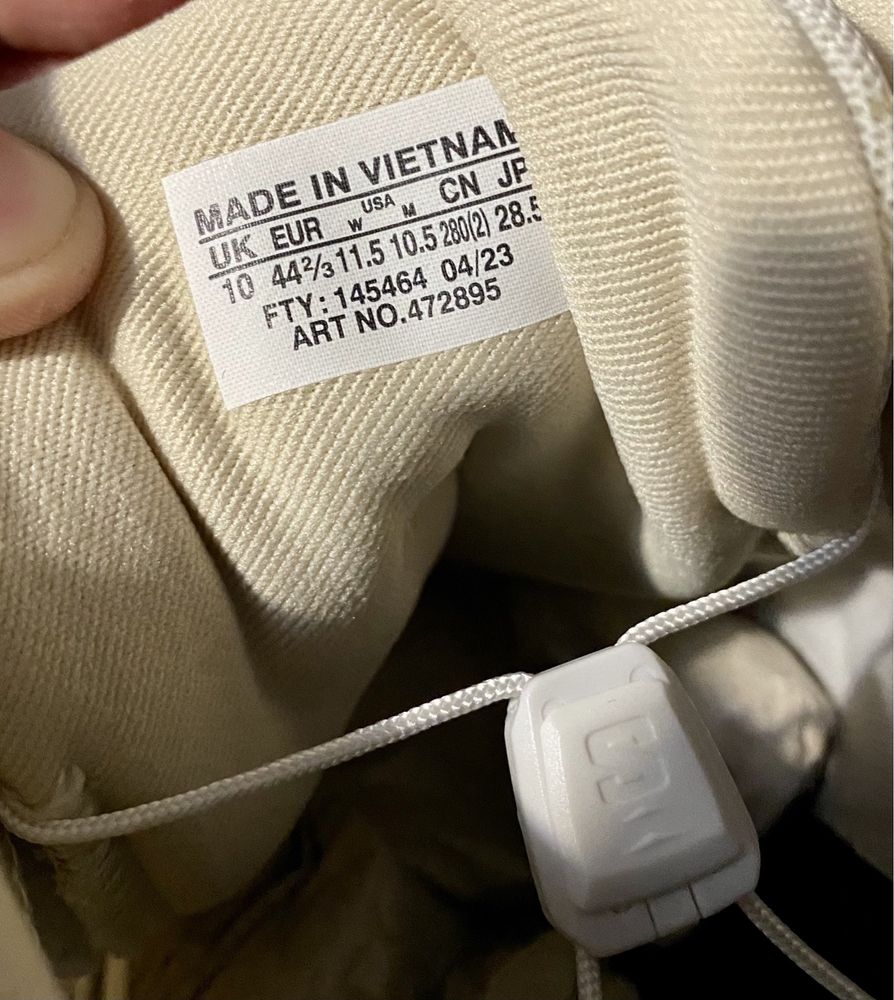 MADE IN VIETNAM
UK EUR USA W M CN JP
10 44⅔ 11.5 10.5 280(2) 28.5
FTY: 145464 04/23
ART NO.472895